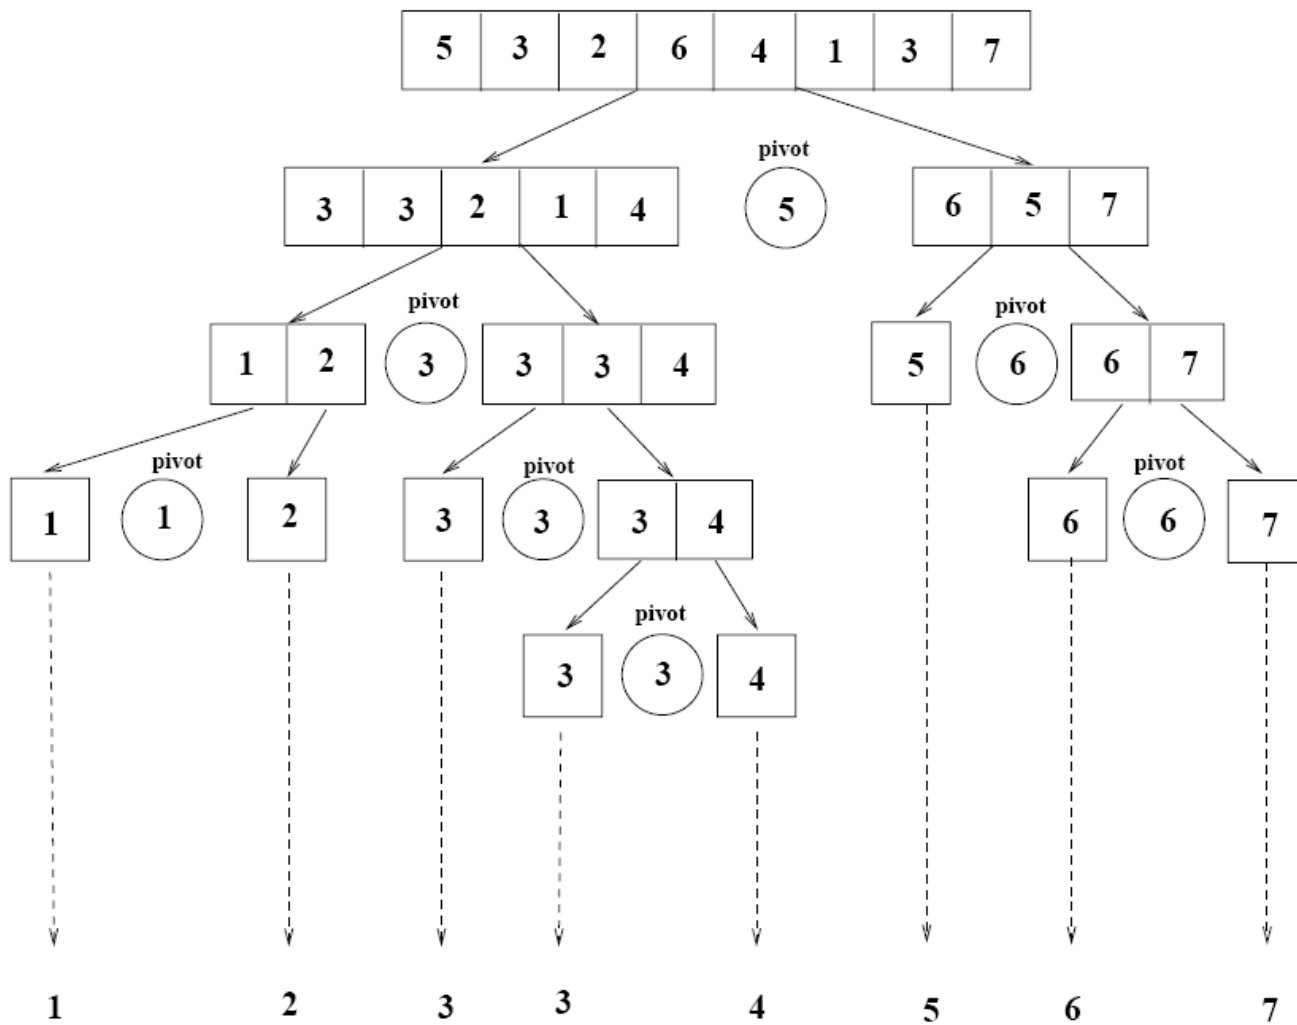 5 3 2 6 4 1 3 7
pivot
3 3 2 1 4 5 6 5 7
pivot pivot
1 2 3 3 3 4 5 6 6 7
pivot pivot pivot
1 1 2 3 3 3 4 6 6 7
pivot
3 3 4
1 2 3 3 4 5 6 7